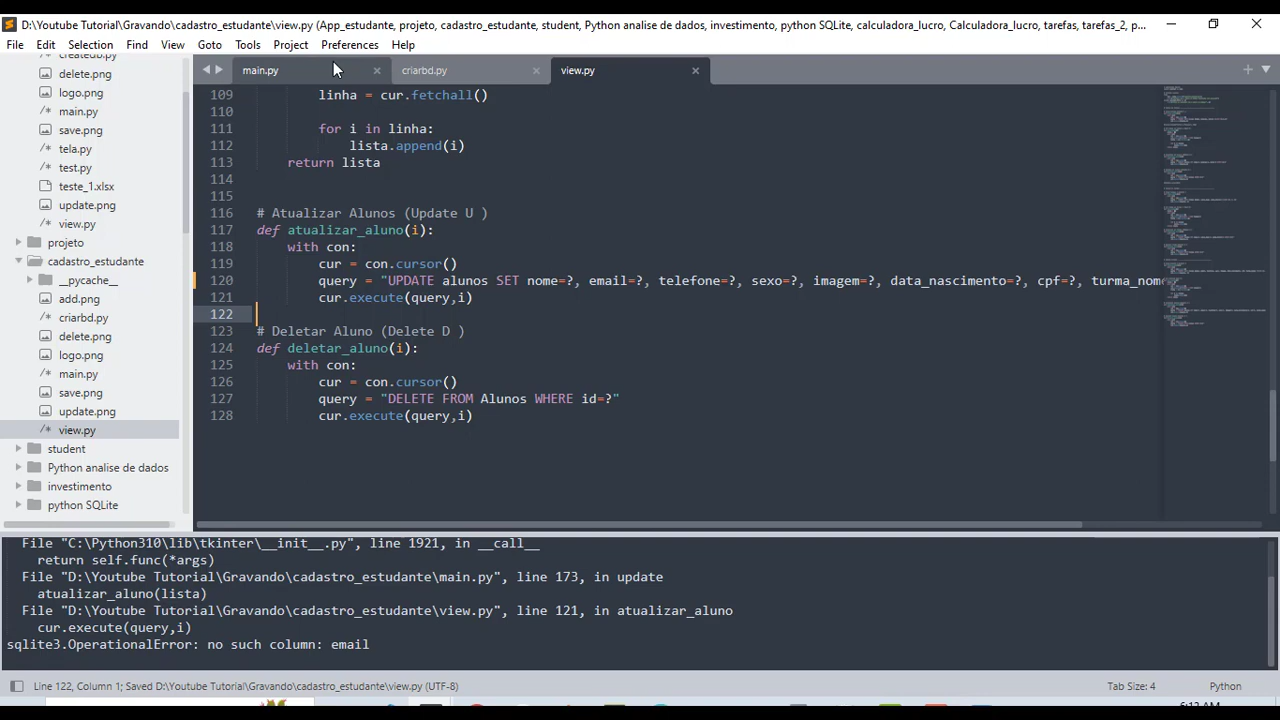 D:\Youtube Tutorial\Gravando\cadastro_estudante\view.py (App_estudante, projeto, cadastro_estudante, student, Python analise de dados, investimento, python SQLite, calculadora_lucro, Calculadora_lucro, tarefas, tarefas_2, p...
File Edit Selection Find View Goto Tools Project Preferences Help
createdb.py
delete.png
logo.png
main.py
save.png
tela.py
test.py
teste_1.xlsx
update.png
view.py
projeto
cadastro_estudante
__pycache__
add.png
criarbd.py
delete.png
logo.png
main.py
save.png
update.png
view.py
student
Python analise de dados
investimento
python SQLite
main.py criarbd.py view.py
109 linha = cur.fetchall()
110
111 for i in linha:
112 lista.append(i)
113 return lista
114
115
116 # Atualizar Alunos (Update U )
117 def atualizar_aluno(i):
118 with con:
119 cur = con.cursor()
120 query = "UPDATE alunos SET nome=?, email=?, telefone=?, sexo=?, imagem=?, data_nascimento=?, cpf=?, turma_nome
121 cur.execute(query,i)
122
123 # Deletar Aluno (Delete D )
124 def deletar_aluno(i):
125 with con:
126 cur = con.cursor()
127 query = "DELETE FROM Alunos WHERE id=?"
128 cur.execute(query,i)
File "C:\Python310\lib\tkinter\__init__.py", line 1921, in __call__
return self.func(*args)
File "D:\Youtube Tutorial\Gravando\cadastro_estudante\main.py", line 173, in update
atualizar_aluno(lista)
File "D:\Youtube Tutorial\Gravando\cadastro_estudante\view.py", line 121, in atualizar_aluno
cur.execute(query,i)
sqlite3.OperationalError: no such column: email
Line 122, Column 1; Saved D:\Youtube Tutorial\Gravando\cadastro_estudante\view.py (UTF-8) Tab Size: 4 Python